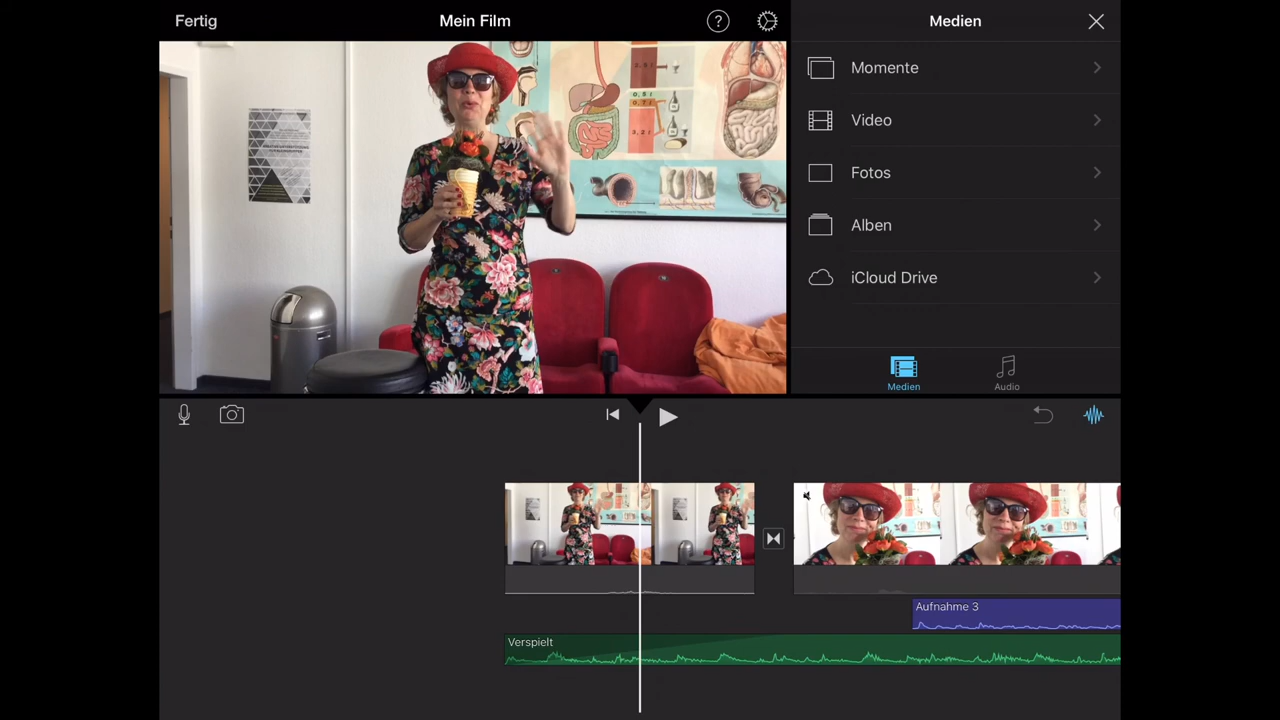 Fertig
Mein Film
?
Medien
Momente
Video
Fotos
Alben
iCloud Drive
Medien
Audio
Aufnahme 3
Verspielt